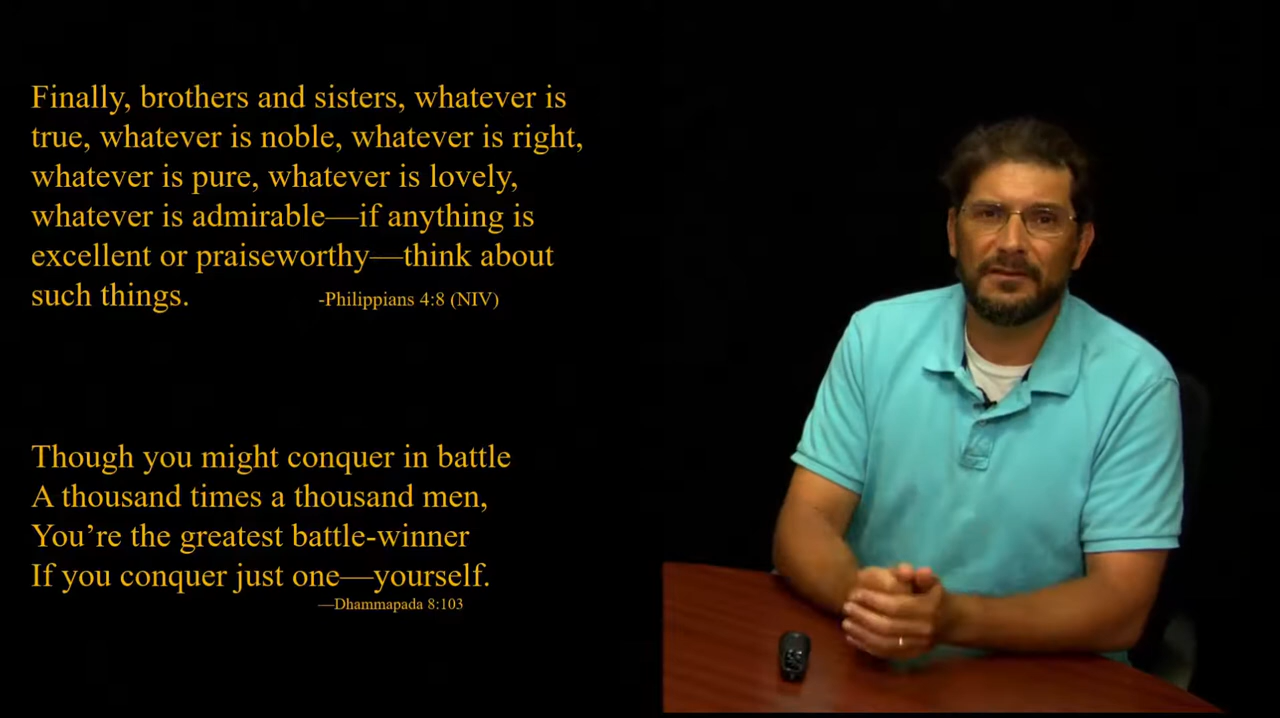 Finally, brothers and sisters, whatever is
true, whatever is noble, whatever is right,
whatever is pure, whatever is lovely,
whatever is admirable—if anything is
excellent or praiseworthy—think about
such things. -Philippians 4:8 (NIV)
Though you might conquer in battle
A thousand times a thousand men,
You’re the greatest battle-winner
If you conquer just one—yourself.
—Dhammapada 8:103